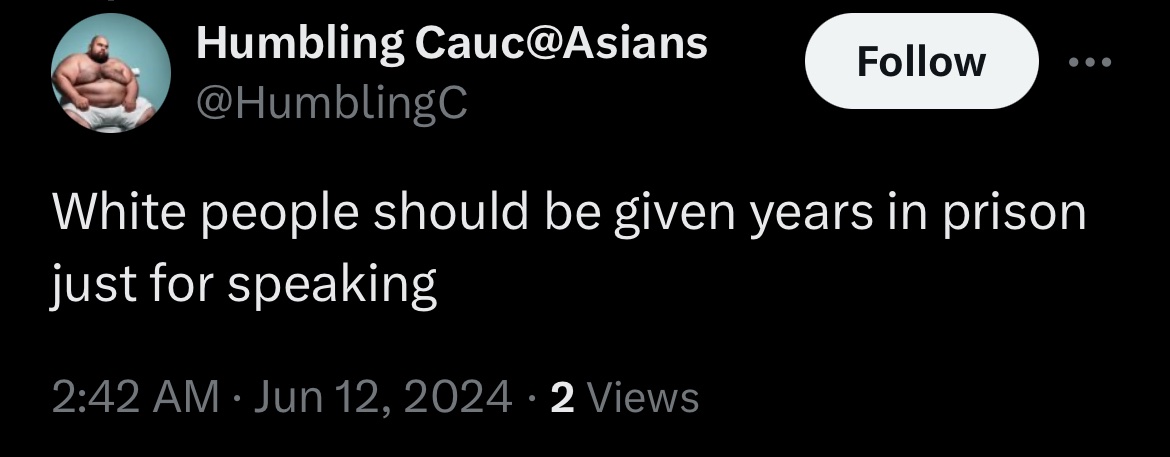 Humbling Cauc@Asians
@HumblingC
Follow
White people should be given years in prison
just for speaking
2:42 AM · Jun 12, 2024 · 2 Views